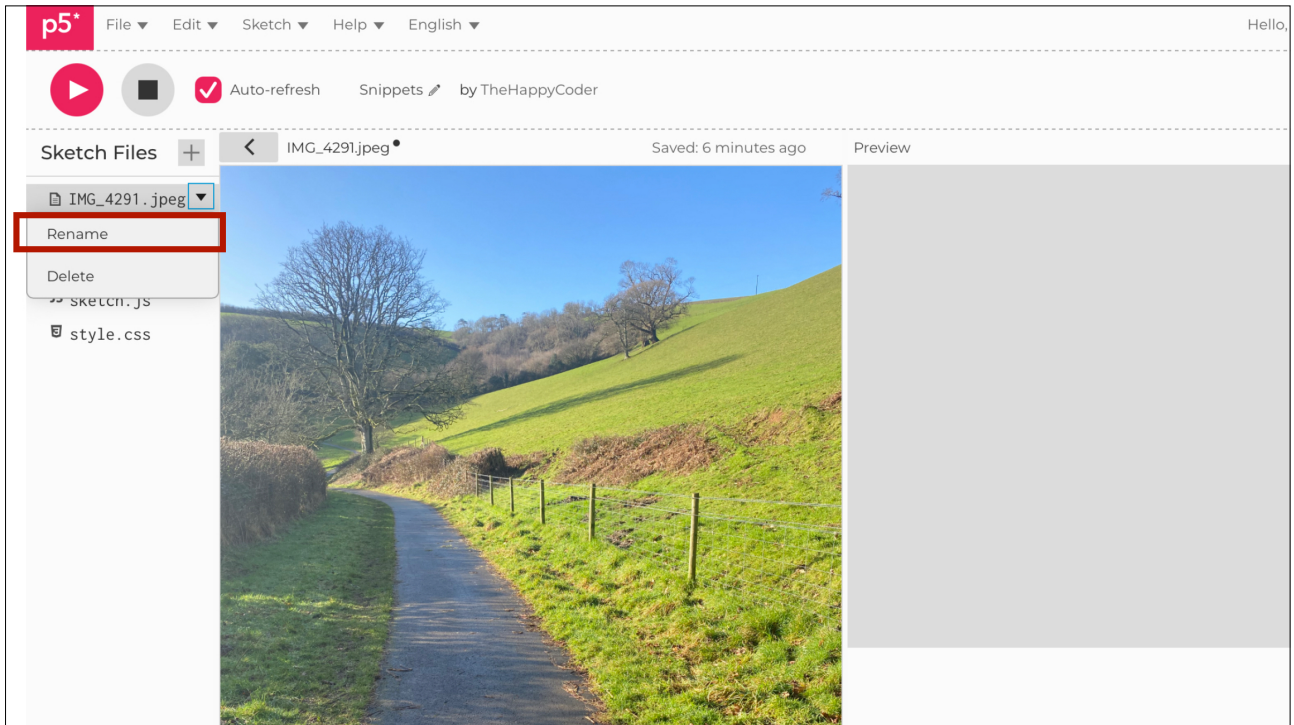 p5* File Edit Sketch Help English Hello,
Auto-refresh Snippets by TheHappyCoder
Sketch Files + IMG_4291.jpeg Saved: 6 minutes ago Preview
IMG_4291.jpeg
Rename
Delete
JS sketch.js
style.css